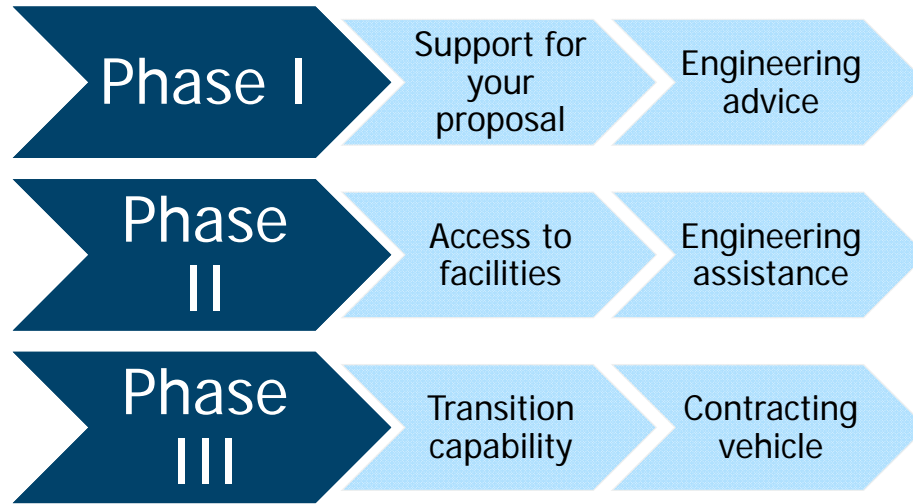 Phase I
Support for
your
proposal
Engineering
advice
Phase
II
Access to
facilities
Engineering
assistance
Phase
III
Transition
capability
Contracting
vehicle